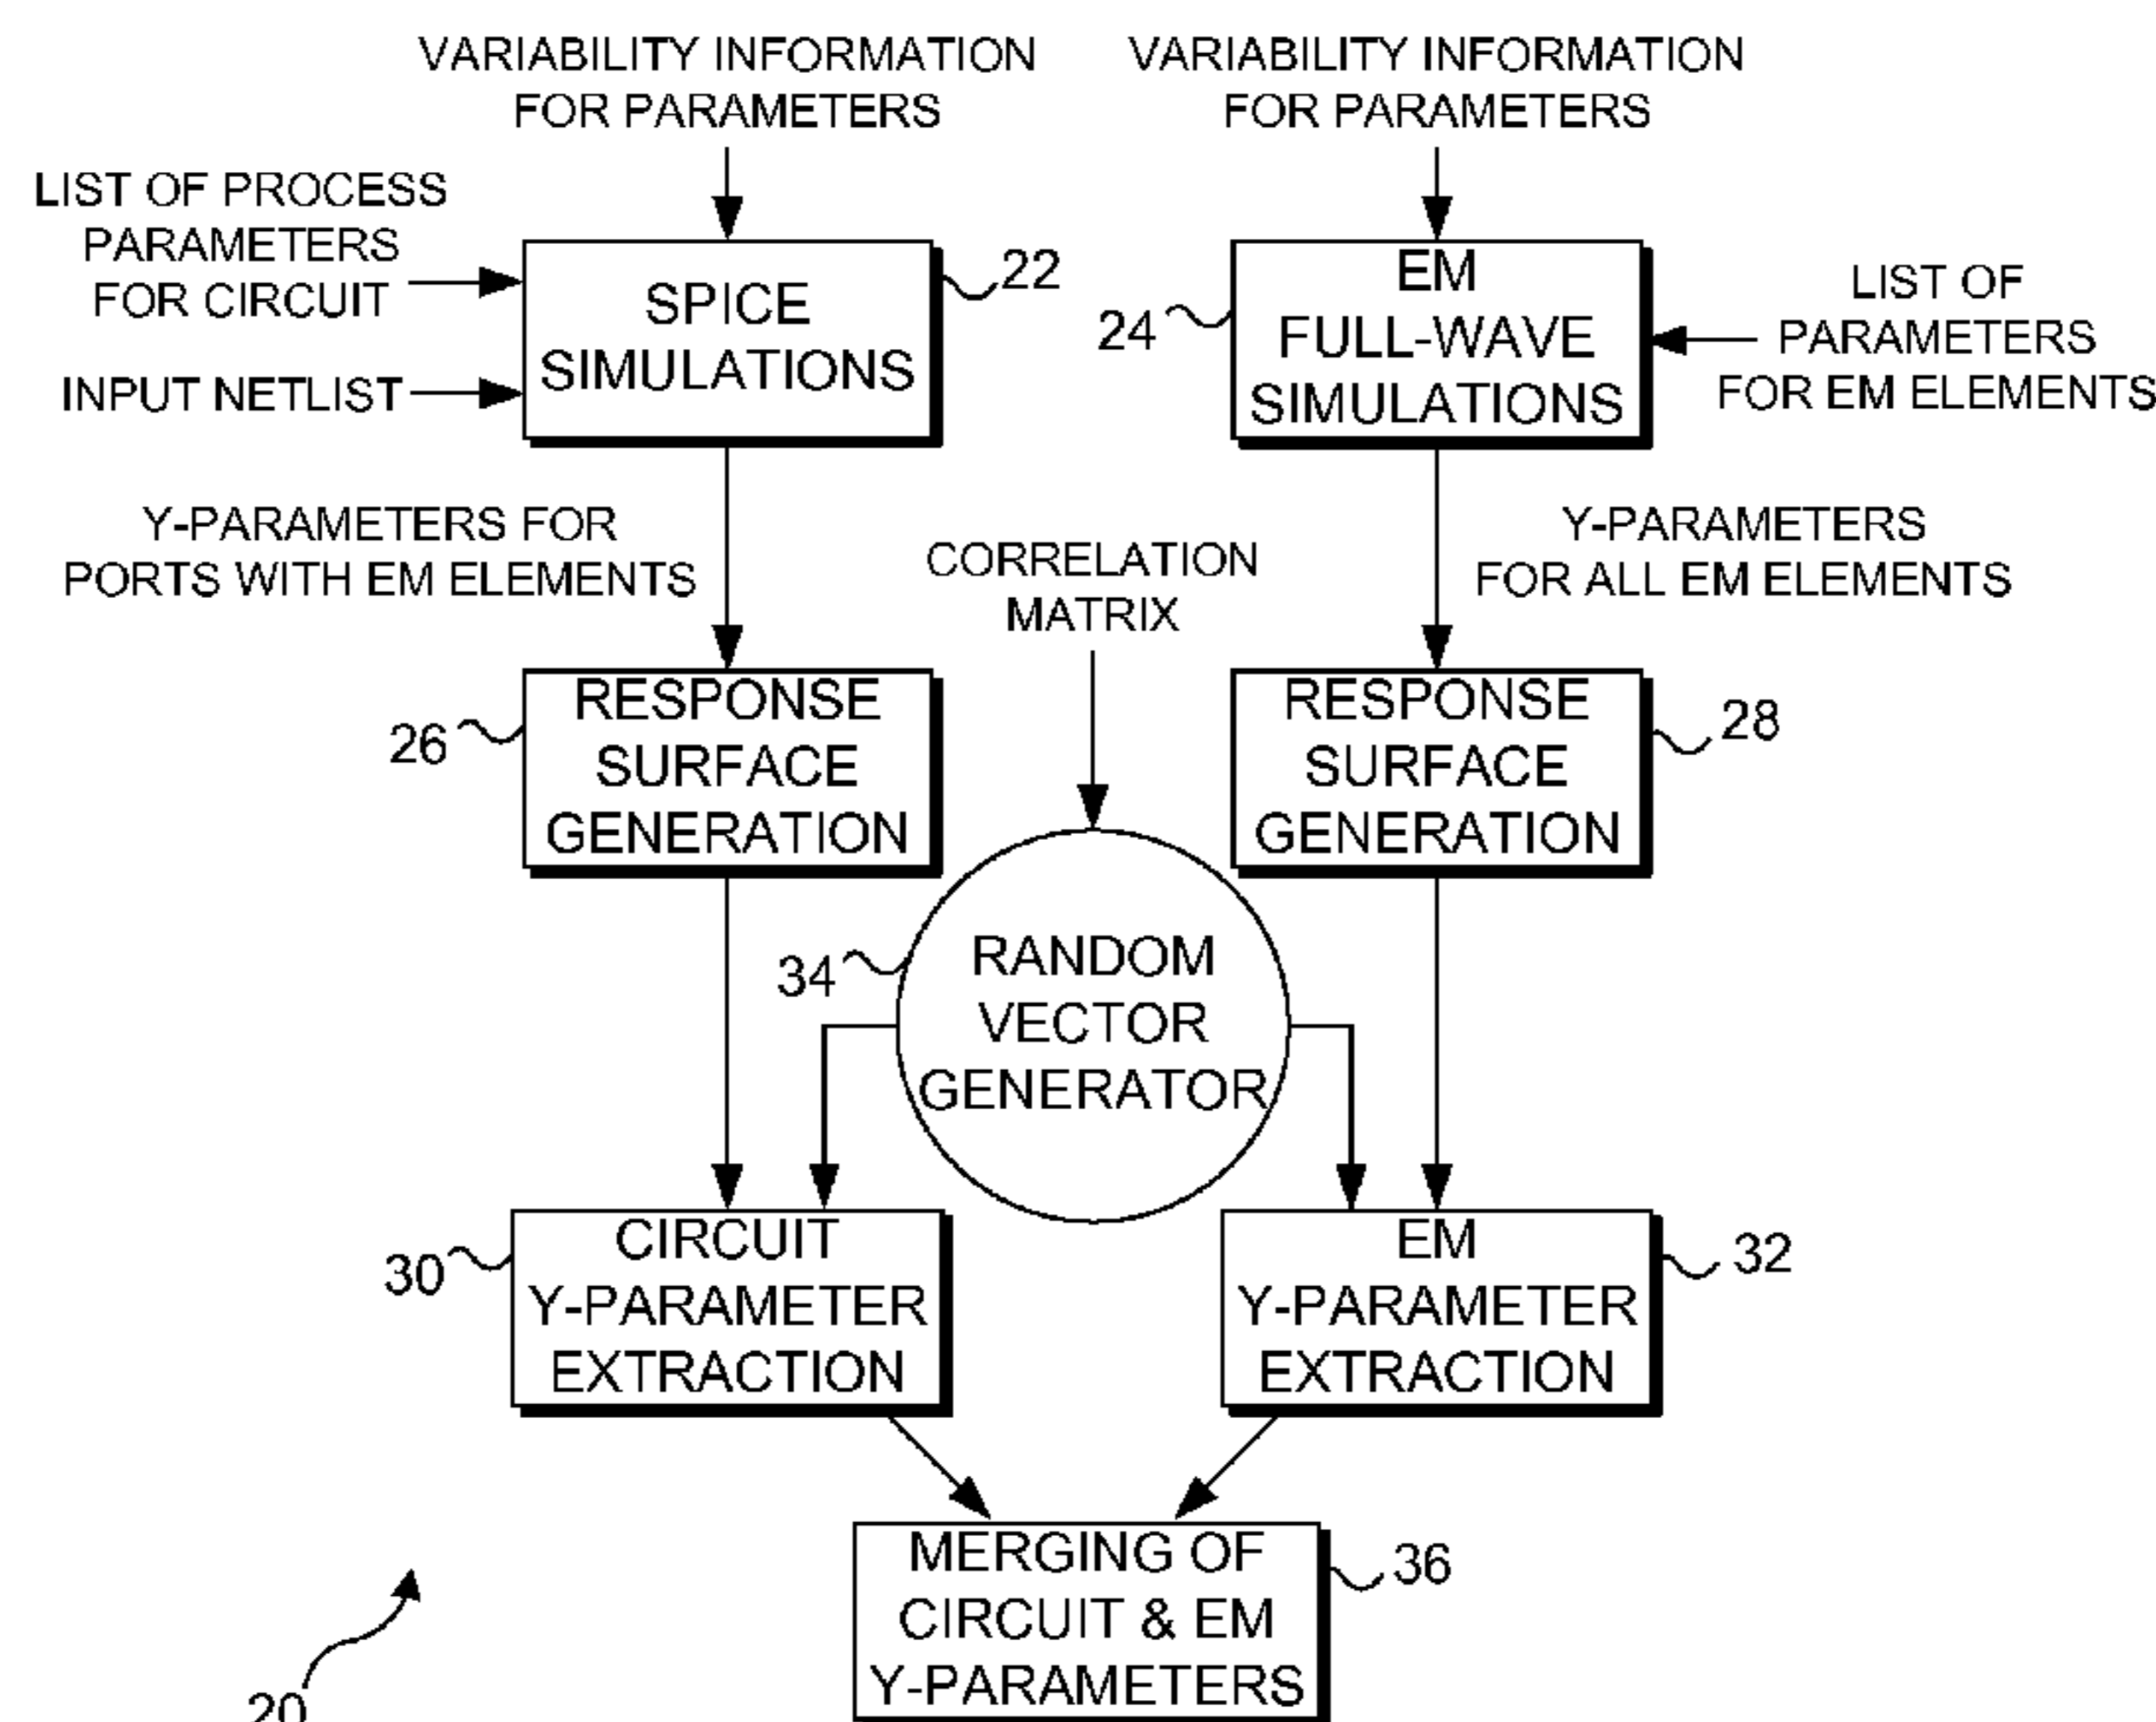 VARIABILITY INFORMATION
FOR PARAMETERS
VARIABILITY INFORMATION
FOR PARAMETERS
LIST OF PROCESS
PARAMETERS
FOR CIRCUIT
INPUT NETLIST
SPICE
SIMULATIONS
22
24
EM
FULL-WAVE
SIMULATIONS
LIST OF
PARAMETERS
FOR EM ELEMENTS
Y-PARAMETERS FOR
PORTS WITH EM ELEMENTS
CORRELATION
MATRIX
Y-PARAMETERS
FOR ALL EM ELEMENTS
26
RESPONSE
SURFACE
GENERATION
RESPONSE
SURFACE
GENERATION
28
34
RANDOM
VECTOR
GENERATOR
30
CIRCUIT
Y-PARAMETER
EXTRACTION
EM
Y-PARAMETER
EXTRACTION
32
MERGING OF
CIRCUIT & EM
Y-PARAMETERS
36
20